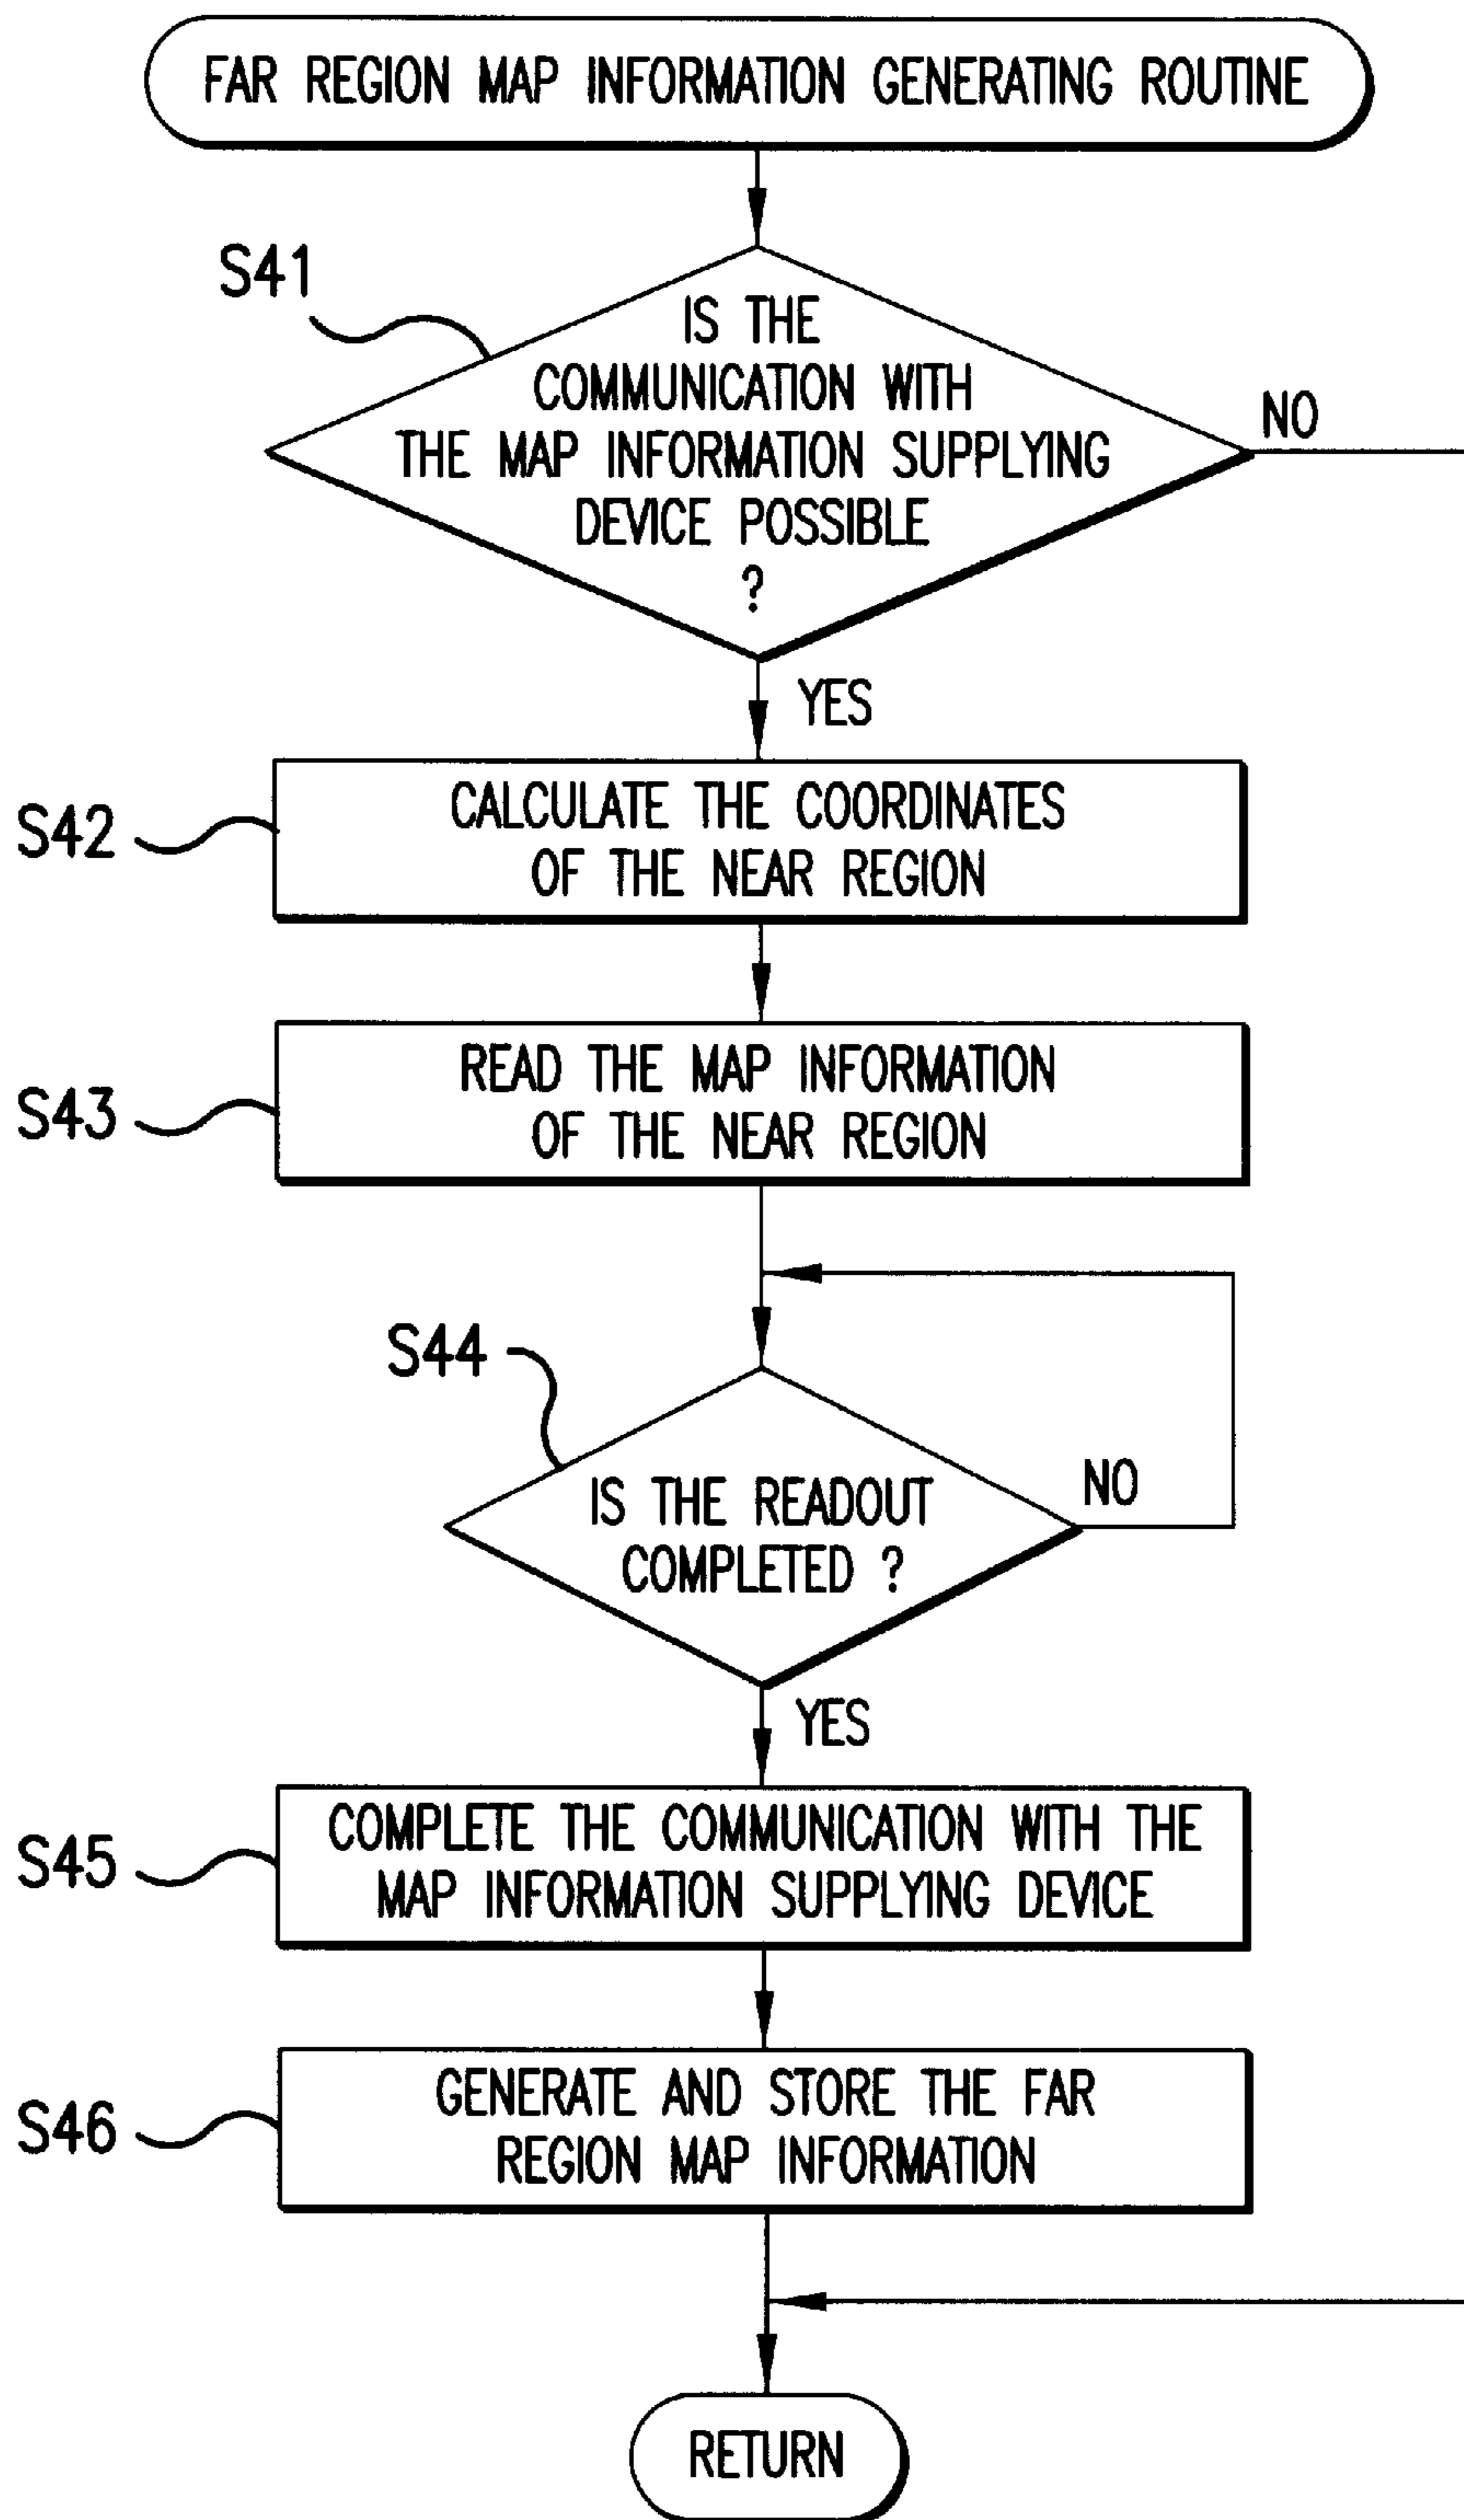 FAR REGION MAP INFORMATION GENERATING ROUTINE
S41
IS THE
COMMUNICATION WITH
THE MAP INFORMATION SUPPLYING
DEVICE POSSIBLE
?
NO
YES
S42
CALCULATE THE COORDINATES
OF THE NEAR REGION
S43
READ THE MAP INFORMATION
OF THE NEAR REGION
S44
IS THE READOUT
COMPLETED ?
NO
YES
S45
COMPLETE THE COMMUNICATION WITH THE
MAP INFORMATION SUPPLYING DEVICE
S46
GENERATE AND STORE THE FAR
REGION MAP INFORMATION
RETURN